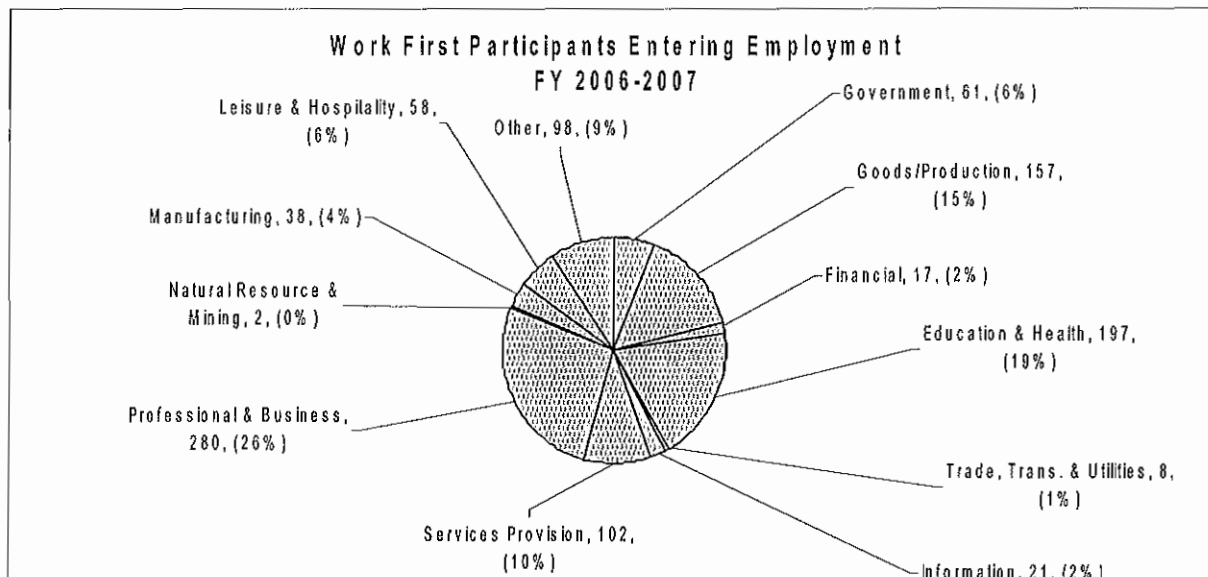 Work First Participants Entering Employment
FY 2006-2007
Government, 61, (6%)
Leisure & Hospitality, 58,
(6%)
Other, 98, (9%)
Goods/Production, 157,
(15%)
Manufacturing, 38, (4%)
Financial, 17, (2%)
Natural Resource &
Mining, 2, (0%)
Education & Health, 197,
(19%)
Professional & Business,
280, (26%)
Trade, Trans. & Utilities, 8,
(1%)
Services Provision, 102,
(10%)
Information, 21, (2%)